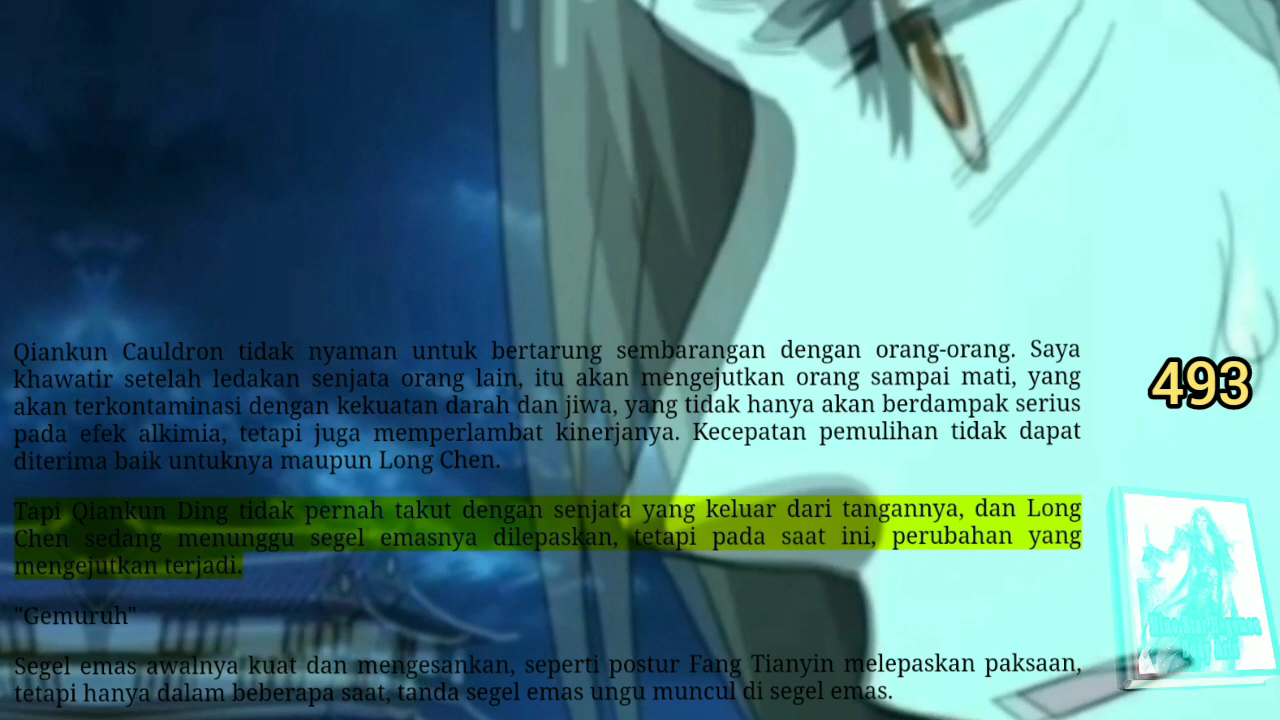 Qiankun Cauldron tidak nyaman untuk bertarung sembarangan dengan orang-orang. Saya
khawatir setelah ledakan senjata orang lain, itu akan mengejutkan orang sampai mati, yang
akan terkontaminasi dengan kekuatan darah dan jiwa, yang tidak hanya akan berdampak serius
pada efek alkimia, tetapi juga memperlambat kinerjanya. Kecepatan pemulihan tidak dapat
diterima baik untuknya maupun Long Chen.
Tapi Qiankun Ding tidak pernah takut dengan senjata yang keluar dari tangannya, dan Long
Chen sedang menunggu segel emasnya dilepaskan, tetapi pada saat ini, perubahan yang
mengejutkan terjadi.
"Gemuruh"
Segel emas awalnya kuat dan mengesankan, seperti postur Fang Tianyin melepaskan paksaan,
tetapi hanya dalam beberapa saat, tanda segel emas ungu muncul di segel emas.
493